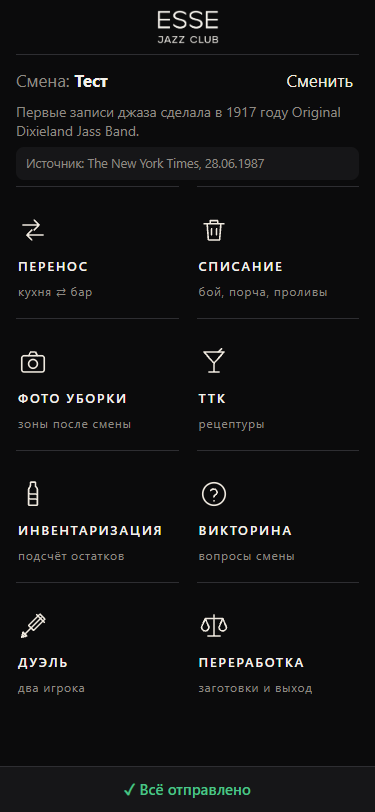 ESSE
JAZZ CLUB
Смена: Тест
Сменить
Первые записи джаза сделала в 1917 году Original
Dixieland Jass Band.
Источник: The New York Times, 28.06.1987
ПЕРЕНОС
СПИСАНИЕ
кухня ⇄ бар
бой, порча, проливы
ФОТО УБОРКИ
ТТК
зоны после смены
рецептуры
ИНВЕНТАРИЗАЦИЯ
ВИКТОРИНА
подсчёт остатков
вопросы смены
ДУЭЛЬ
ПЕРЕРАБОТКА
два игрока
заготовки и выход
✓ Всё отправлено